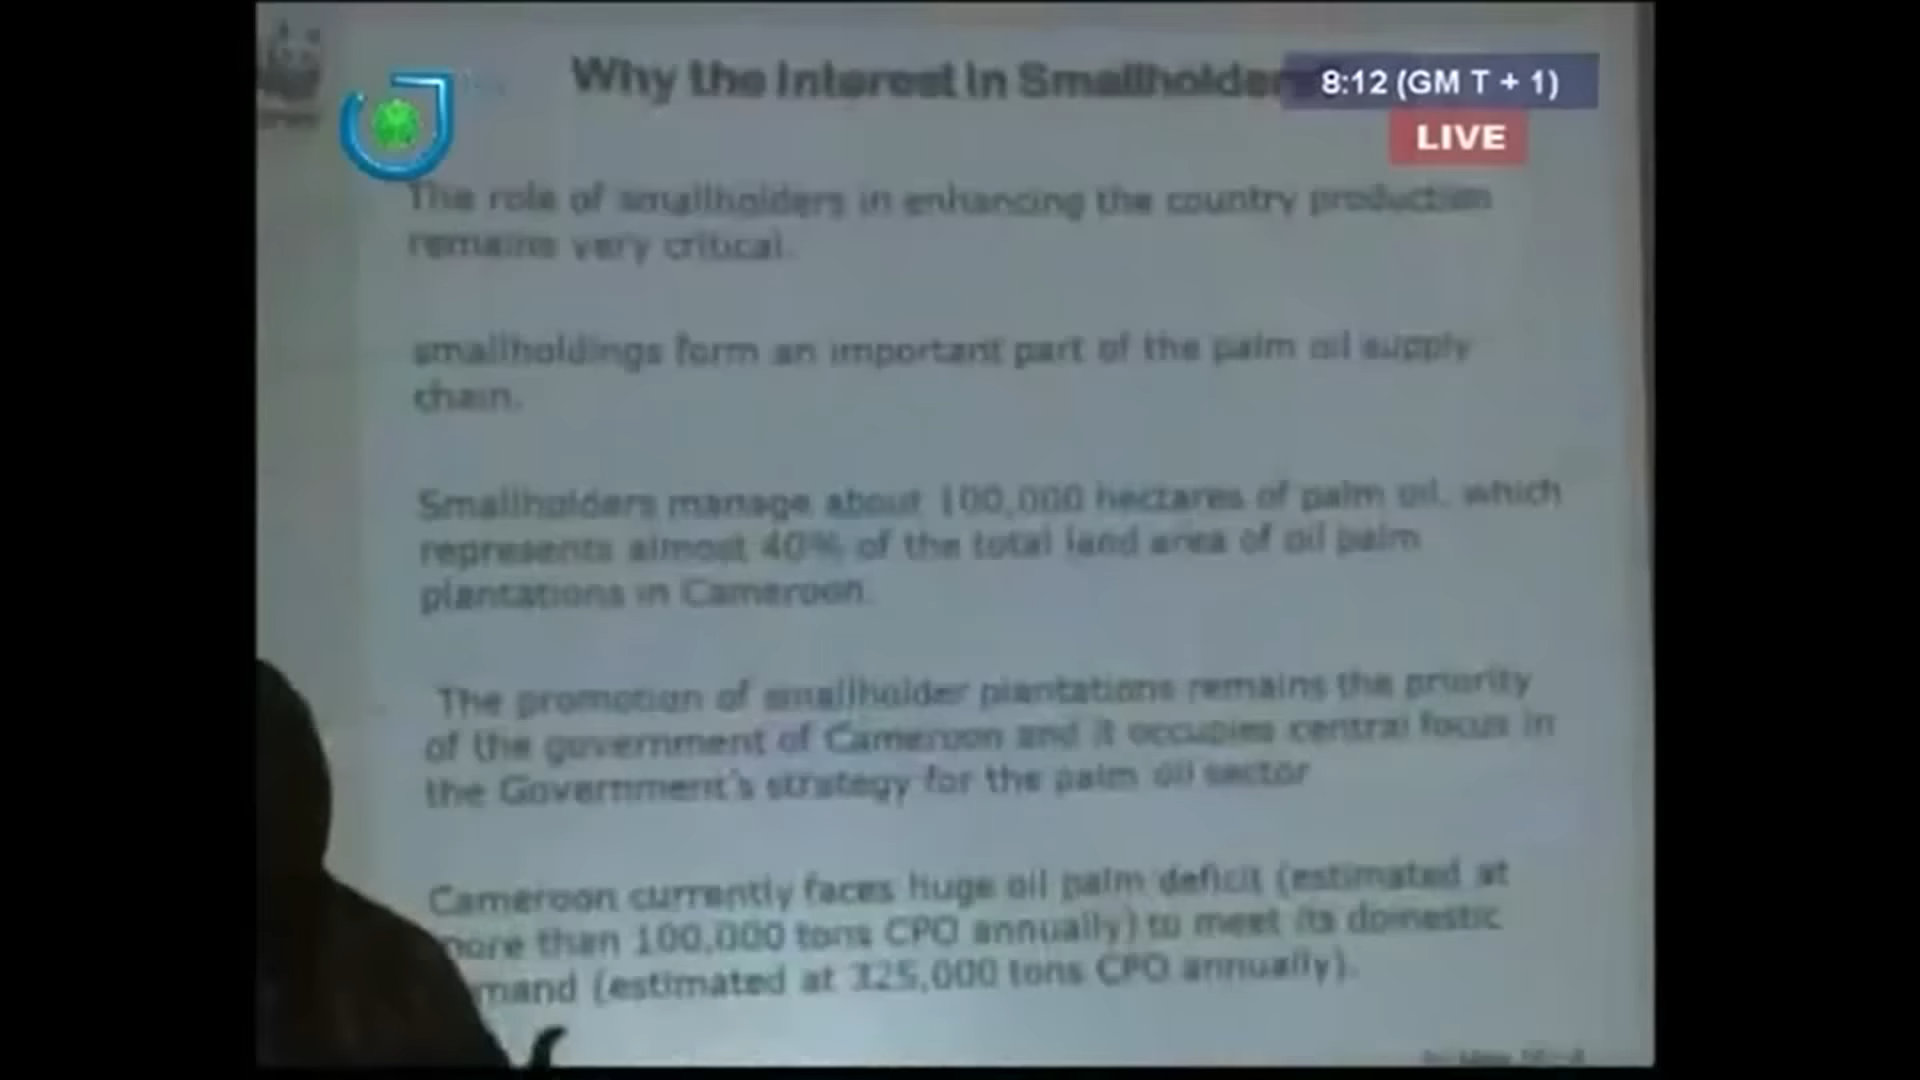 Why the Interest in Smallholder
8:12 (GM T + 1)
LIVE
The role of smallholders in enhancing the country production
remains very critical.
smallholdings form an important part of the palm oil supply
chain.
Smallholders manage about 100,000 hectares of palm oil, which
represents almost 40% of the total land area of oil palm
plantations in Cameroon.
The promotion of smallholder plantations remains the priority
of the government of Cameroon and it occupies central focus in
the Government's strategy for the palm oil sector
Cameroon currently faces huge oil palm deficit (estimated at
more than 100,000 tons CPO annually) to meet its domestic
mand (estimated at 325,000 tons CPO annually).